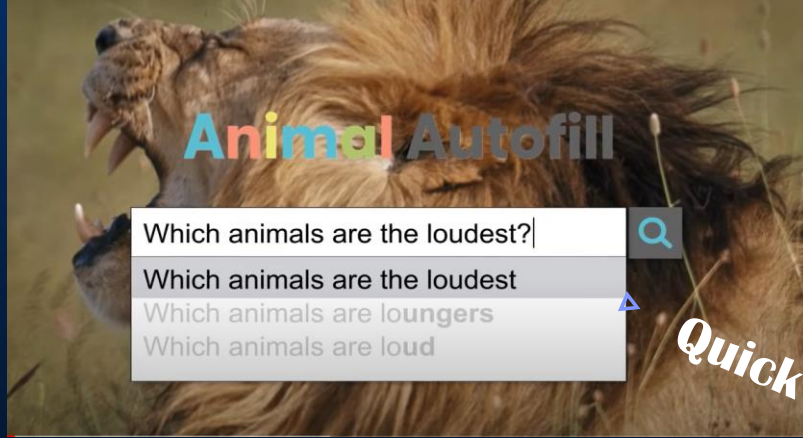 Animal Autofill
Which animals are the loudest?
Which animals are the loudest
Which animals are loungers
Which animals are loud
Quick